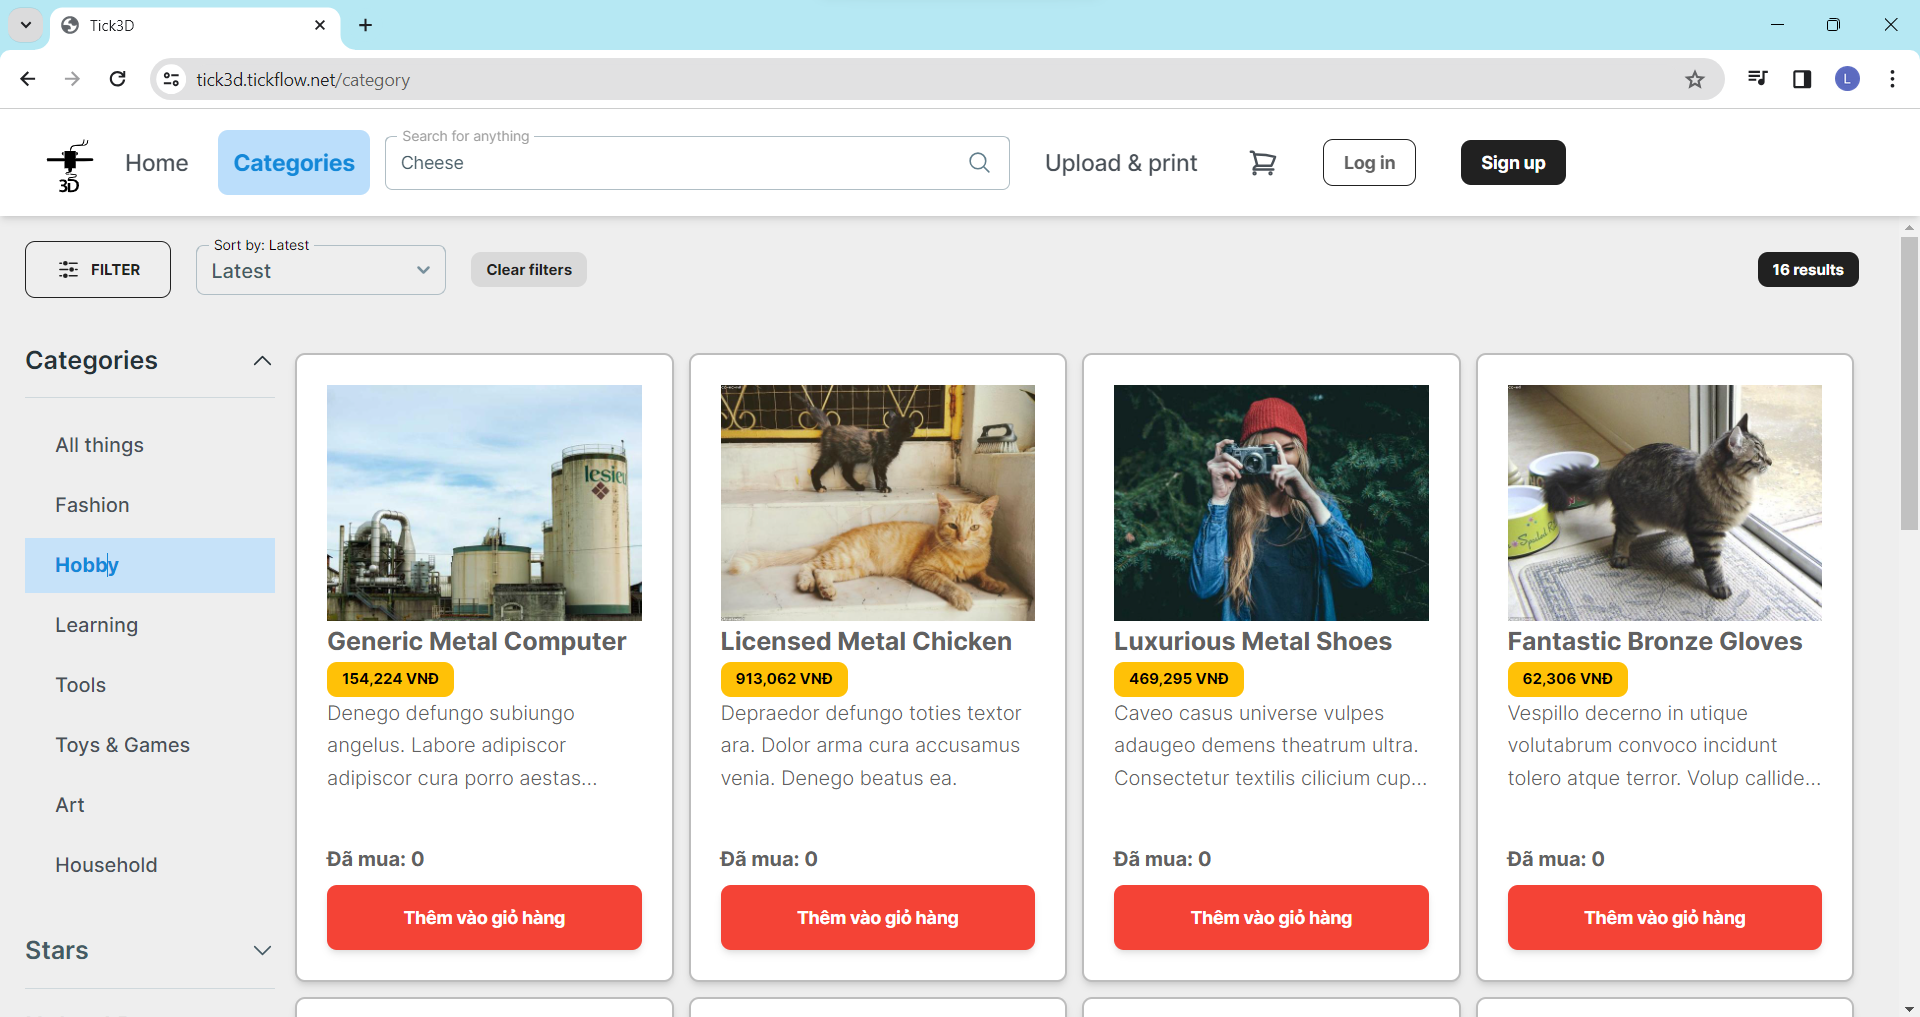 Tick3D
tick3d.tickflow.net/category
L
3D
Home
Categories
Search for anything
Cheese
Upload & print
Log in
Sign up
FILTER
Sort by: Latest
Latest
Clear filters
16 results
Categories
All things
Fashion
Hobby
Learning
Tools
Toys & Games
Art
Household
Stars
lesieu
Generic Metal Computer
154,224 VNĐ
Denego defungo subiungo
angelus. Labore adipiscor
adipiscor cura porro aestas...
Đã mua: 0
Thêm vào giỏ hàng
Licensed Metal Chicken
913,062 VNĐ
Depraedor defungo toties textor
ara. Dolor arma cura accusamus
venia. Denego beatus ea.
Đã mua: 0
Thêm vào giỏ hàng
Luxurious Metal Shoes
469,295 VNĐ
Caveo casus universe vulpes
adaugeo demens theatrum ultra.
Consectetur textilis cilicium cup...
Đã mua: 0
Thêm vào giỏ hàng
Fantastic Bronze Gloves
62,306 VNĐ
Vespillo decerno in utique
volutabrum convoco incidunt
tolero atque terror. Volup callide...
Đã mua: 0
Thêm vào giỏ hàng